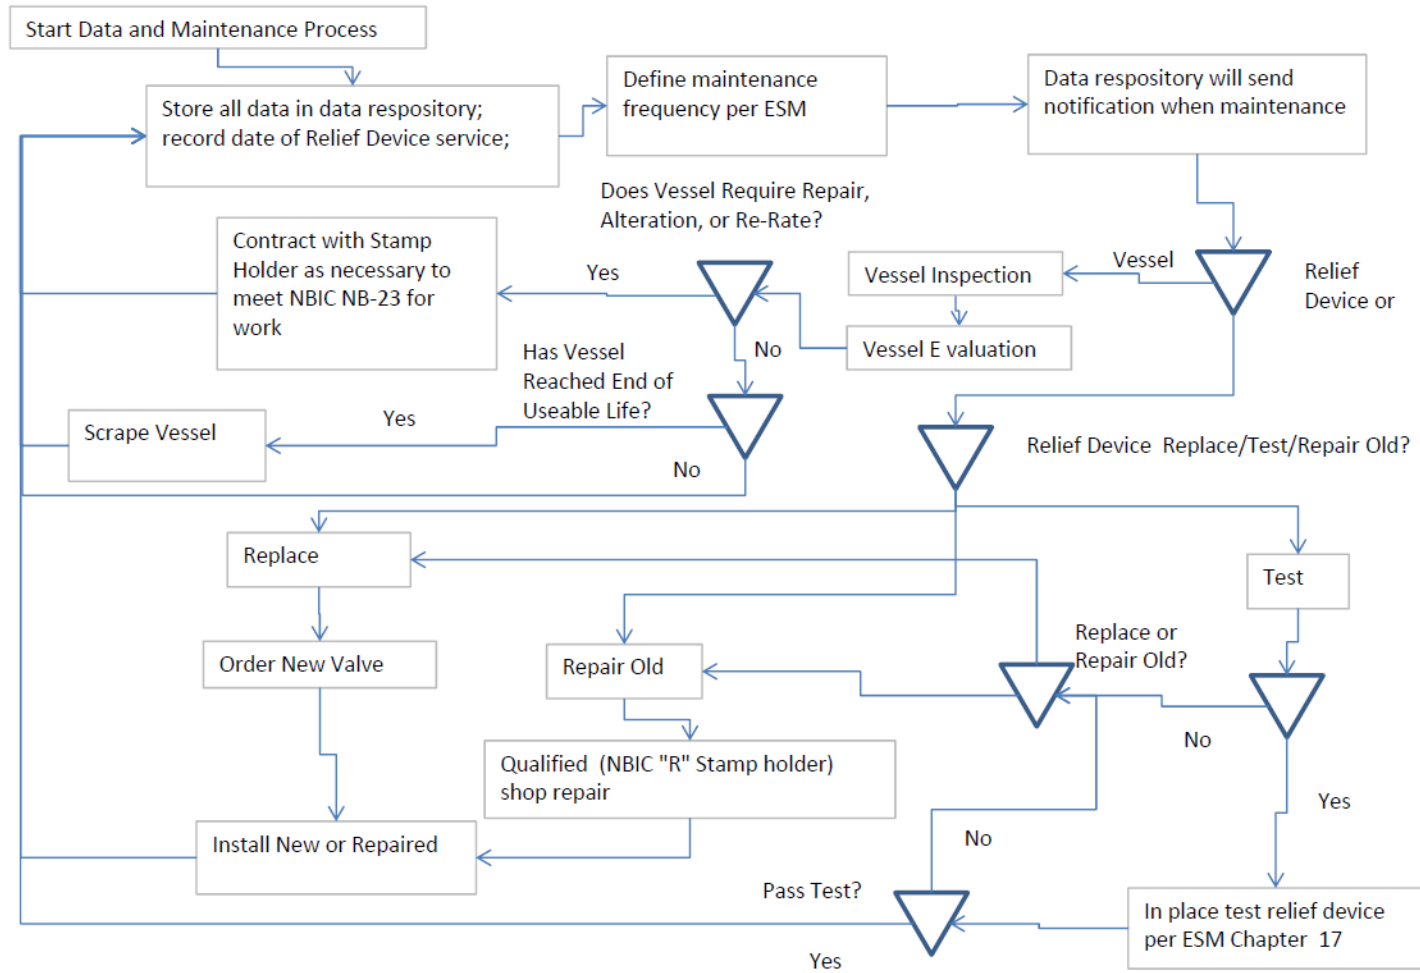 Start Data and Maintenance Process
Store all data in data respository;
record date of Relief Device service;
Define maintenance
frequency per ESM
Data respository will send
notification when maintenance
Does Vessel Require Repair,
Alteration, or Re-Rate?
Contract with Stamp
Holder as necessary to
meet NBIC NB-23 for
work
Yes
Vessel Inspection
Vessel
Relief
Device or
Vessel E valuation
No
Has Vessel
Reached End of
Useable Life?
Scrape Vessel
Yes
No
Relief Device  Replace/Test/Repair Old?
Replace
Test
Order New Valve
Repair Old
Replace or
Repair Old?
No
Qualified  (NBIC "R" Stamp holder)
shop repair
Yes
Install New or Repaired
No
Pass Test?
In place test relief device
per ESM Chapter  17
Yes